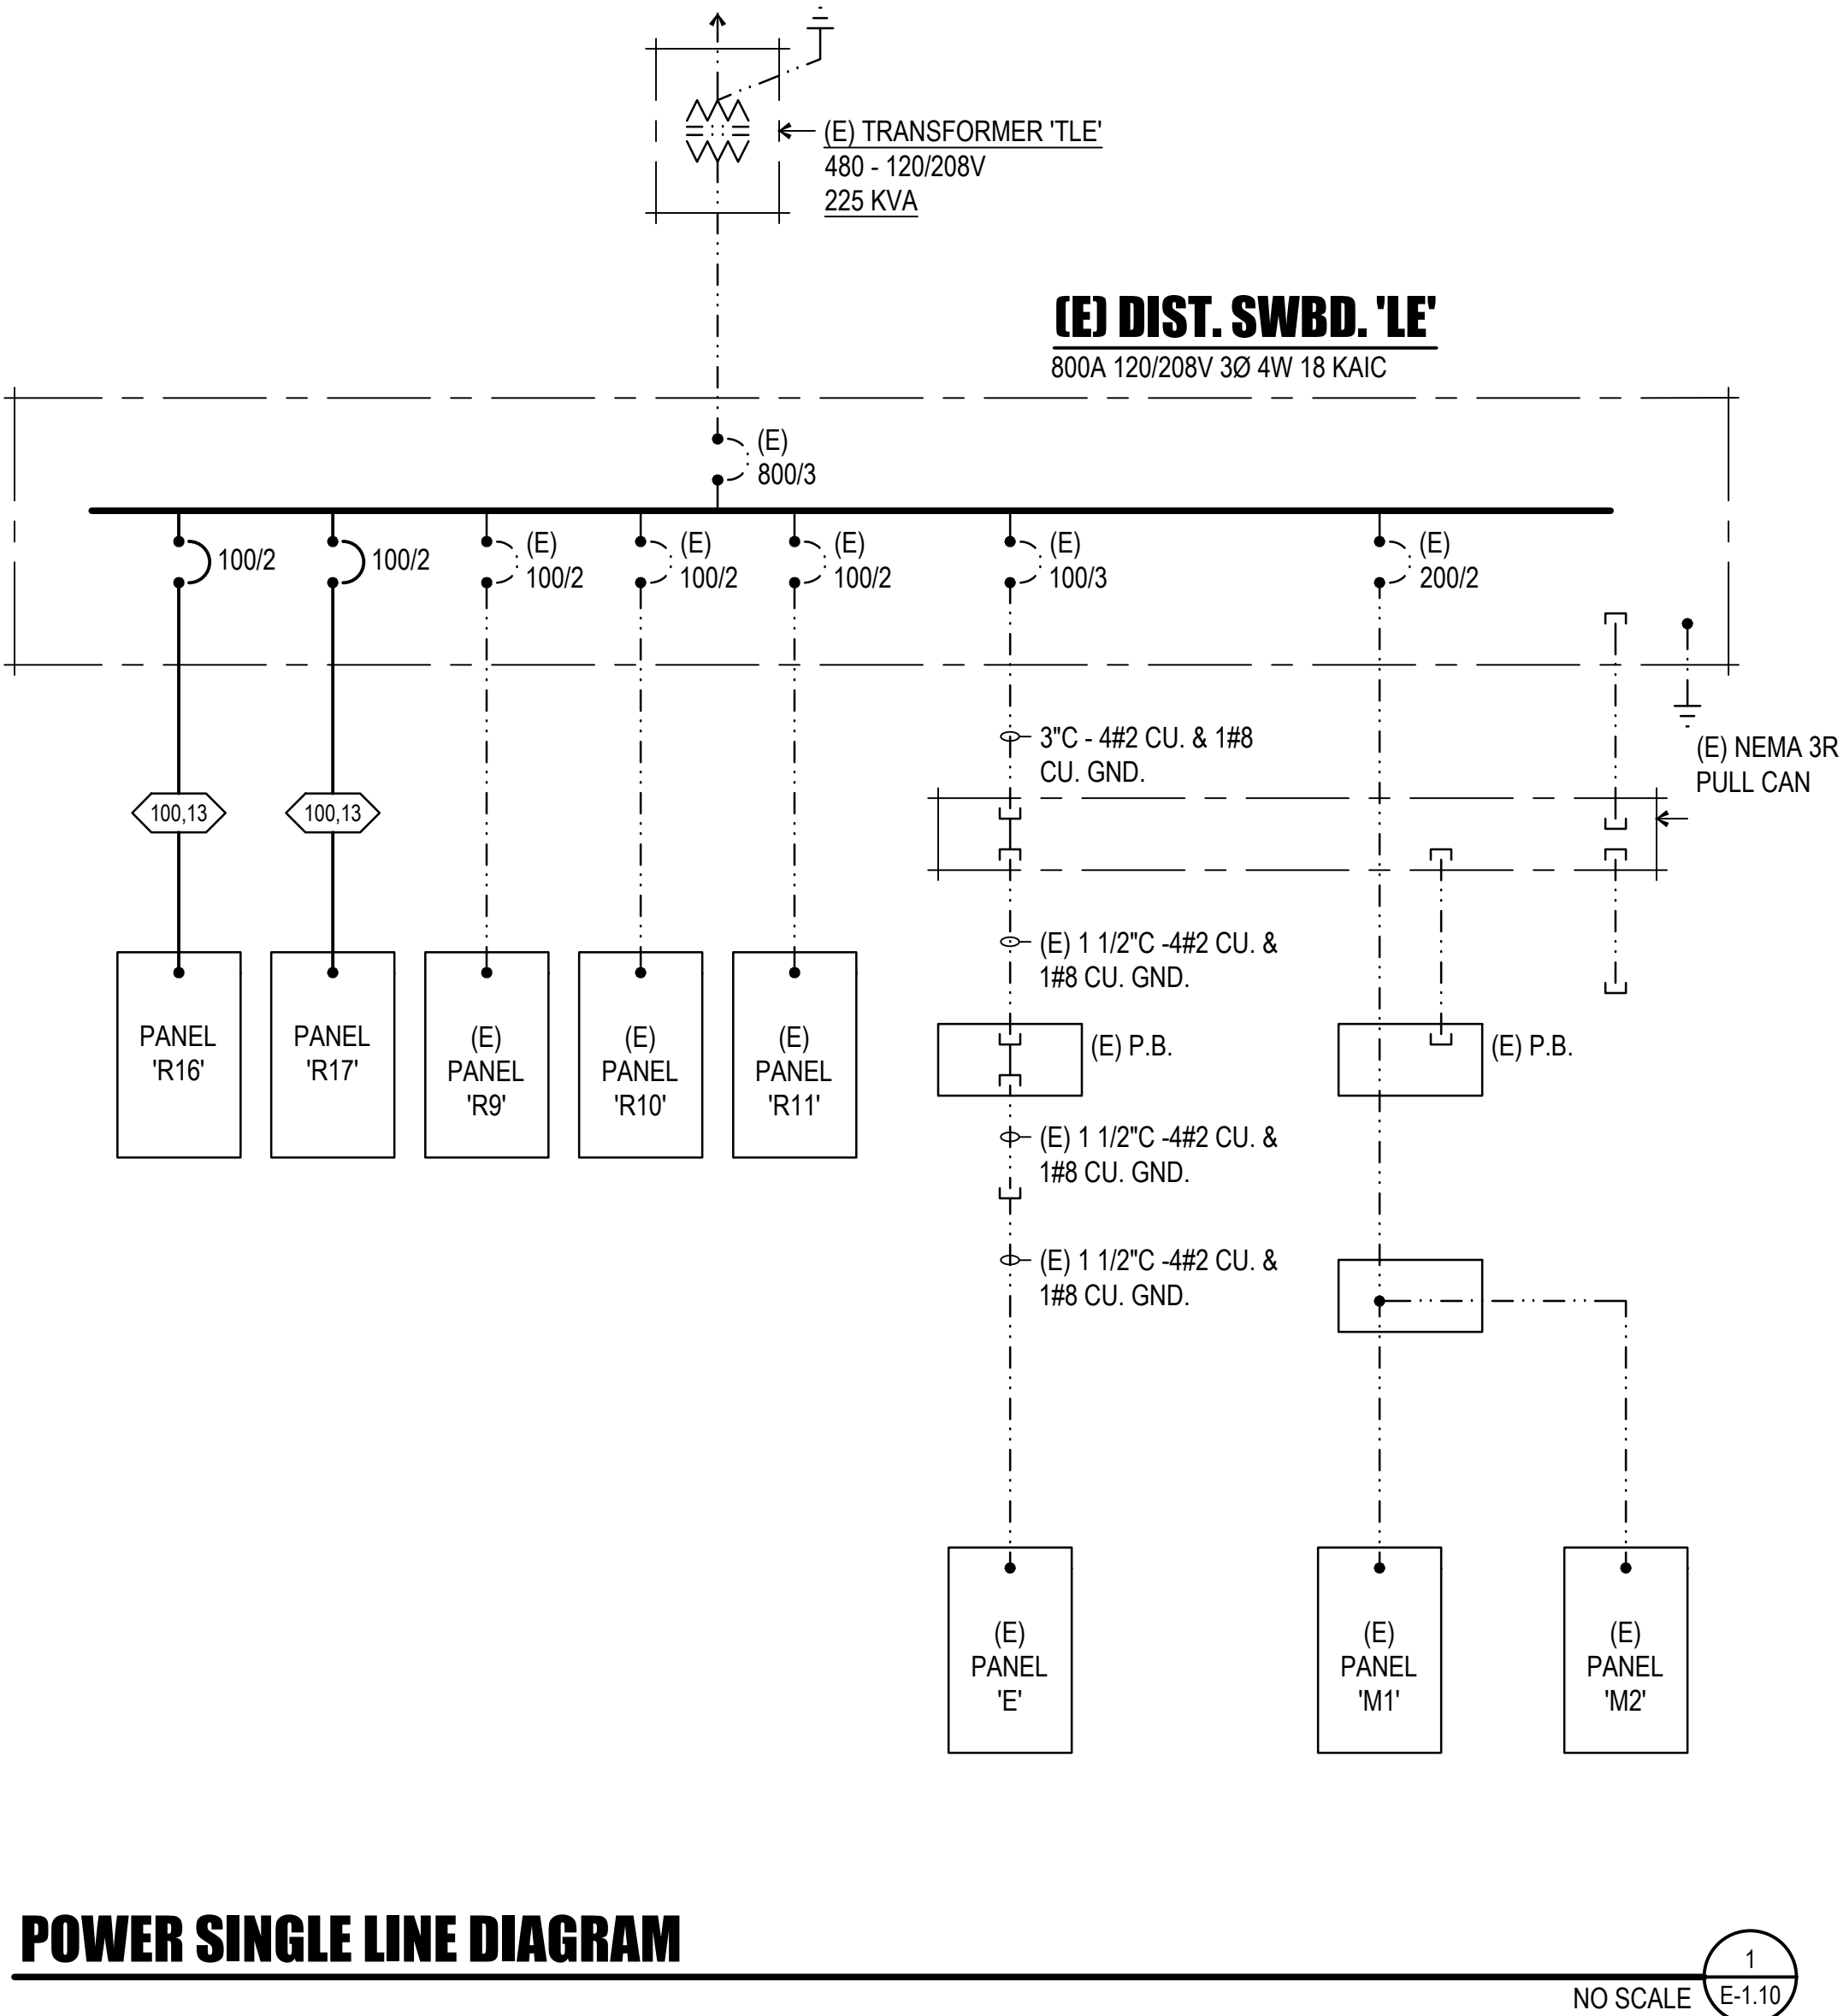 (E) TRANSFORMER 'TLE'
480 - 120/208V
225 KVA
(E) DIST. SWBD. 'LE'
800A 120/208V 3Ø 4W 18 KAIC
(E)
800/3
100/2
100/2
(E)
100/2
(E)
100/2
(E)
100/2
(E)
100/3
(E)
200/2
3"C - 4#2 CU. & 1#8
CU. GND.
(E) NEMA 3R
PULL CAN
100,13
100,13
(E) 1 1/2"C -4#2 CU. &
1#8 CU. GND.
PANEL
'R16'
PANEL
'R17'
(E)
PANEL
'R9'
(E)
PANEL
'R10'
(E)
PANEL
'R11'
(E) P.B.
(E) P.B.
(E) 1 1/2"C -4#2 CU. &
1#8 CU. GND.
(E) 1 1/2"C -4#2 CU. &
1#8 CU. GND.
(E)
PANEL
'E'
(E)
PANEL
'M1'
(E)
PANEL
'M2'
POWER SINGLE LINE DIAGRAM
NO SCALE
1
E-1.10